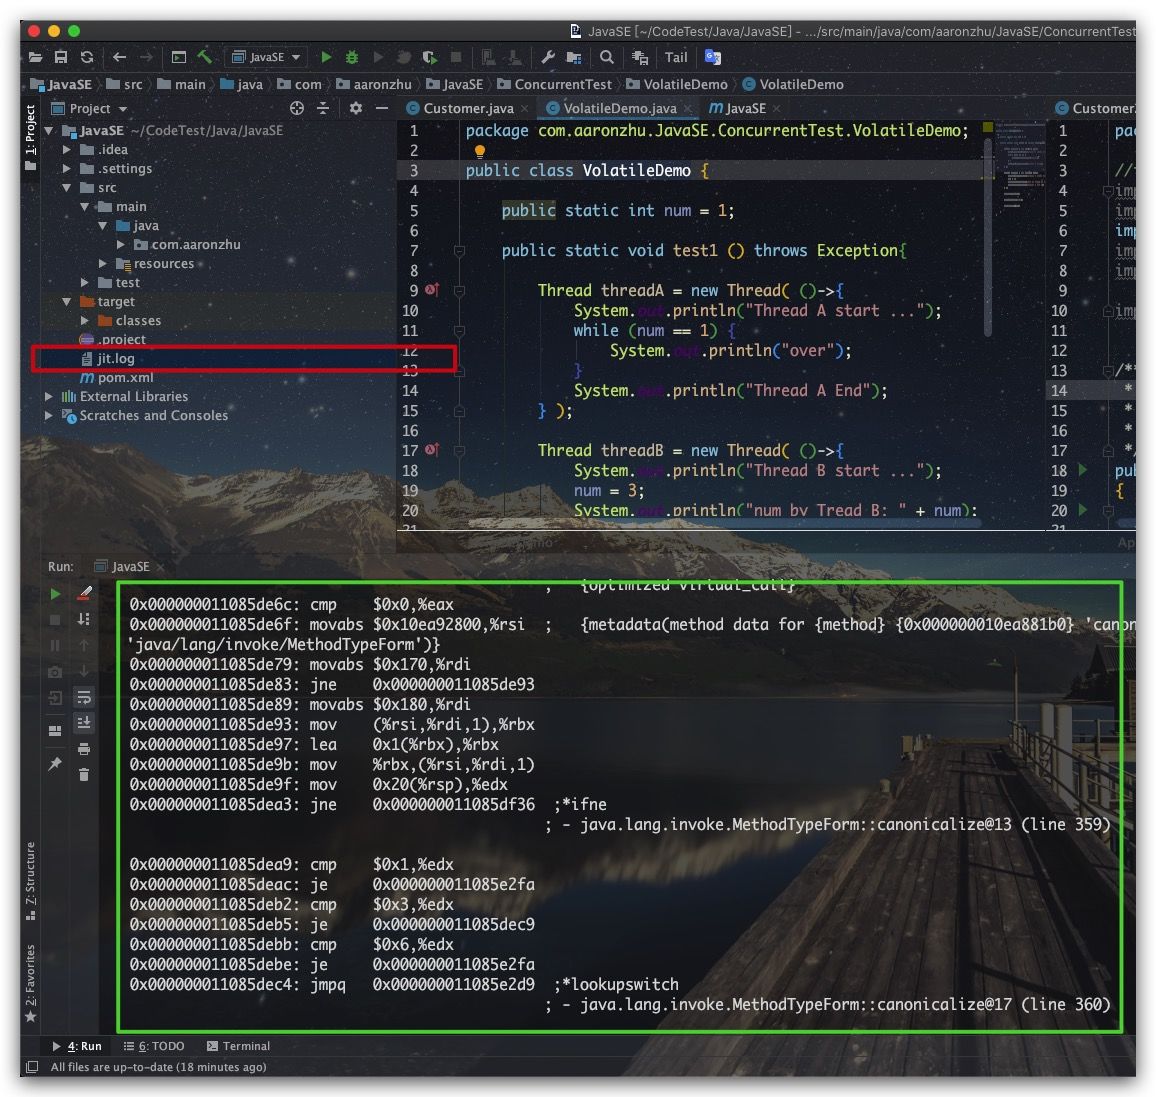 JavaSE [~/CodeTest/Java/JavaSE] - .../src/main/java/com/aaronzhu/JavaSE/ConcurrentTest
JavaSE
Tail
JavaSE src main java com aaronzhu JavaSE ConcurrentTest VolatileDemo VolatileDemo
1: Project
Project
JavaSE ~/CodeTest/Java/JavaSE
.idea
.settings
src
main
java
com.aaronzhu
resources
test
target
classes
.project
jit.log
pom.xml
External Libraries
Scratches and Consoles
Customer.java VolatileDemo.java JavaSE
1 package com.aaronzhu.JavaSE.ConcurrentTest.VolatileDemo;
2
3 public class VolatileDemo {
4
5 public static int num = 1;
6
7 public static void test1 () throws Exception{
8
9 Thread threadA = new Thread( ()->{
10 System.out.println("Thread A start ...");
11 while (num == 1) {
12 System.out.println("over");
13 }
14 System.out.println("Thread A End");
15 } );
16
17 Thread threadB = new Thread( ()->{
18 System.out.println("Thread B start ...");
19 num = 3;
20 System.out.println("num by Tread B: " + num);
21
Customer
1 pac
2
3 //
4 imp
5 imp
6 imp
7 imp
8 imp
9
10 imp
11
12
13 /**
14 *
15 *
16 *
17 */
18 pub
19 {
20
21
Run: JavaSE
; {optimized virtual_call}
0x000000011085de6c: cmp $0x0,%eax
0x000000011085de6f: movabs $0x10ea92800,%rsi ; {metadata(method data for {method} {0x000000010ea881b0} 'canon
'java/lang/invoke/MethodTypeForm')}
0x000000011085de79: movabs $0x170,%rdi
0x000000011085de83: jne 0x000000011085de93
0x000000011085de89: movabs $0x180,%rdi
0x000000011085de93: mov (%rsi,%rdi,1),%rbx
0x000000011085de97: lea 0x1(%rbx),%rbx
0x000000011085de9b: mov %rbx,(%rsi,%rdi,1)
0x000000011085de9f: mov 0x20(%rsp),%edx
0x000000011085dea3: jne 0x000000011085df36 ;*ifne
; - java.lang.invoke.MethodTypeForm::canonicalize@13 (line 359)
0x000000011085dea9: cmp $0x1,%edx
0x000000011085deac: je 0x000000011085e2fa
0x000000011085deb2: cmp $0x3,%edx
0x000000011085deb5: je 0x000000011085dec9
0x000000011085debb: cmp $0x6,%edx
0x000000011085debe: je 0x000000011085e2fa
0x000000011085dec4: jmpq 0x000000011085e2d9 ;*lookupswitch
; - java.lang.invoke.MethodTypeForm::canonicalize@17 (line 360)
Z: Structure
2: Favorites
4: Run 6: TODO Terminal
All files are up-to-date (18 minutes ago)